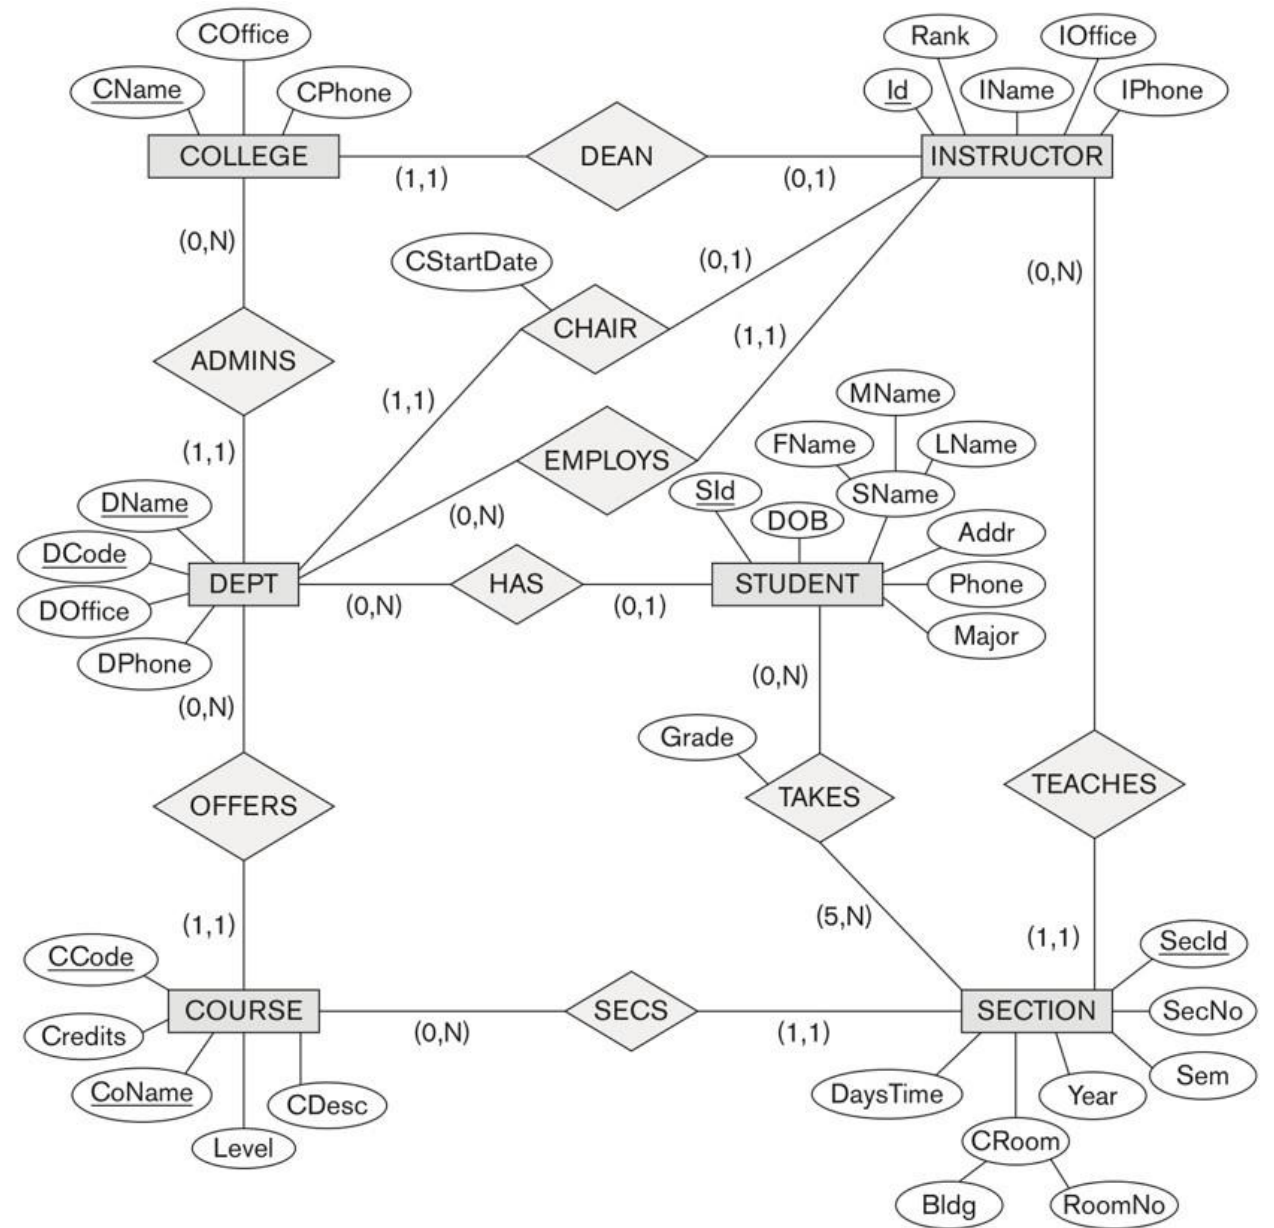 COffice
Rank
IOffice
CName
CPhone
Id
IName
IPhone
COLLEGE
DEAN
INSTRUCTOR
(1,1)
(0,1)
(0,N)
CStartDate
(0,1)
(0,N)
CHAIR
(1,1)
ADMINS
(1,1)
MName
(1,1)
FName
LName
EMPLOYS
SId
SName
DName
(0,N)
DOB
Addr
DCode
DEPT
HAS
STUDENT
Phone
DOffice
(0,N)
(0,1)
Major
DPhone
(0,N)
(0,N)
Grade
OFFERS
TAKES
TEACHES
(1,1)
(5,N)
(1,1)
SecId
CCode
COURSE
SECS
SECTION
SecNo
Credits
(0,N)
(1,1)
Sem
CoName
CDesc
DaysTime
Year
Level
CRoom
Bldg
RoomNo